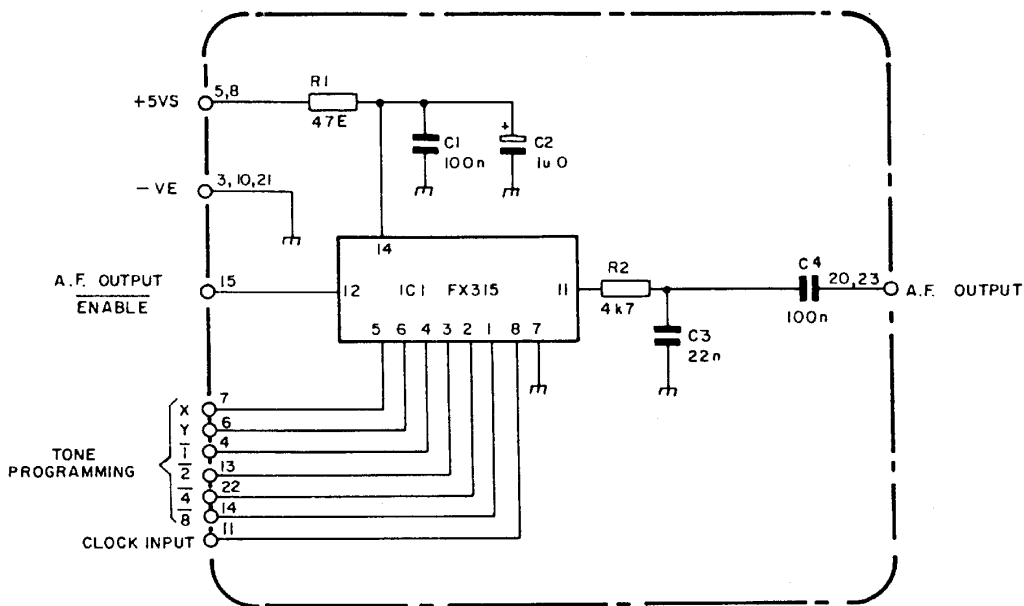 R1
5,8
+5VS
47E
+
C1
100n
C2
1u0
3,10,21
-VE
14
A.F. OUTPUT
ENABLE
15
12
IC1 FX315
11
R2
4k7
C4
100n
20,23
A.F. OUTPUT
C3
22n
5 6 4 3 2 1 8 7
TONE
PROGRAMMING
X 7
Y 6
1 4
2 13
4 22
8 14
CLOCK INPUT 11